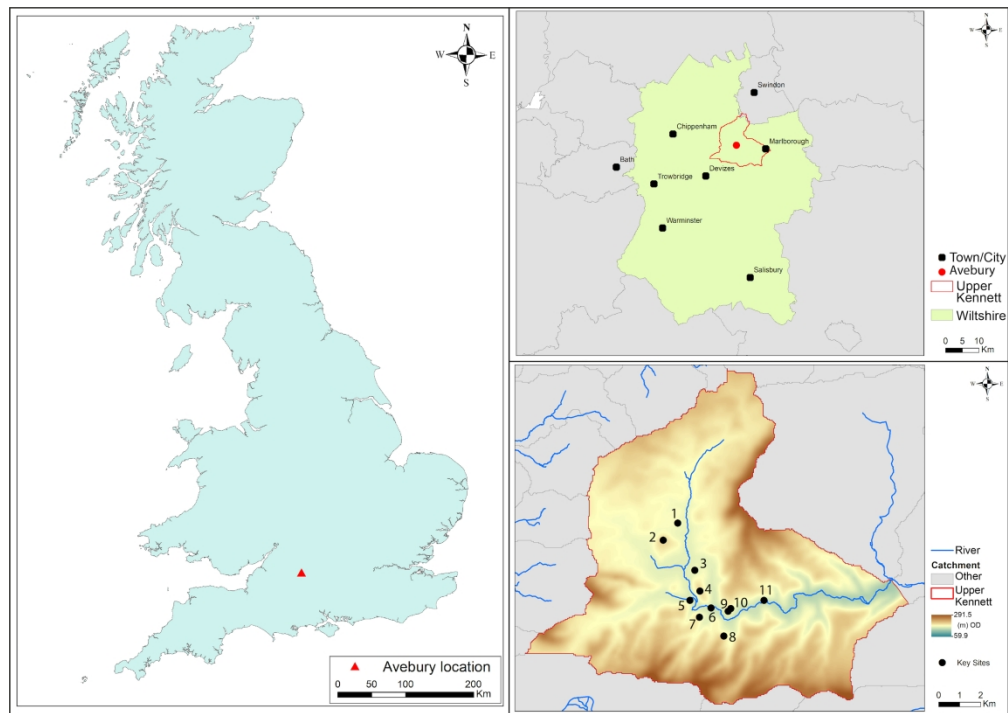 N
W E
S
Avebury location
0 50 100 200
Km
N
W E
S
Swindon
Chippenham
Marlborough
Bath
Devizes
Trowbridge
Warminster
Salisbury
Town/City
Avebury
Upper
Kennett
Wiltshire
0 5 10
Km
N
W E
S
1
2
3
4
5
6
9
10
11
7
8
River
Catchment
Other
Upper
Kennett
291.5
(m) OD
59.9
Key Sites
0 1 2
Km